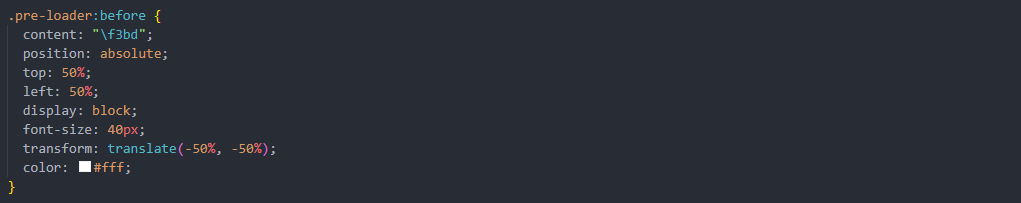 .pre-loader:before {
  content: "\f3bd";
  position: absolute;
  top: 50%;
  left: 50%;
  display: block;
  font-size: 40px;
  transform: translate(-50%, -50%);
  color: #fff;
}